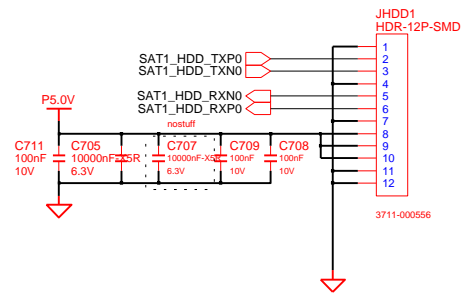 JHDD1
HDR-12P-SMD
1
SAT1_HDD_TXP0 2
SAT1_HDD_TXN0 3
4
SAT1_HDD_RXN0 5
SAT1_HDD_RXP0 6
7
P5.0V
nostuff
8
9
10
11
12
C711 C705 C707 C709 C708
100nF 10000nF-X5R 10000nF-X5R 100nF 100nF
10V 6.3V 6.3V 10V 10V
3711-000556